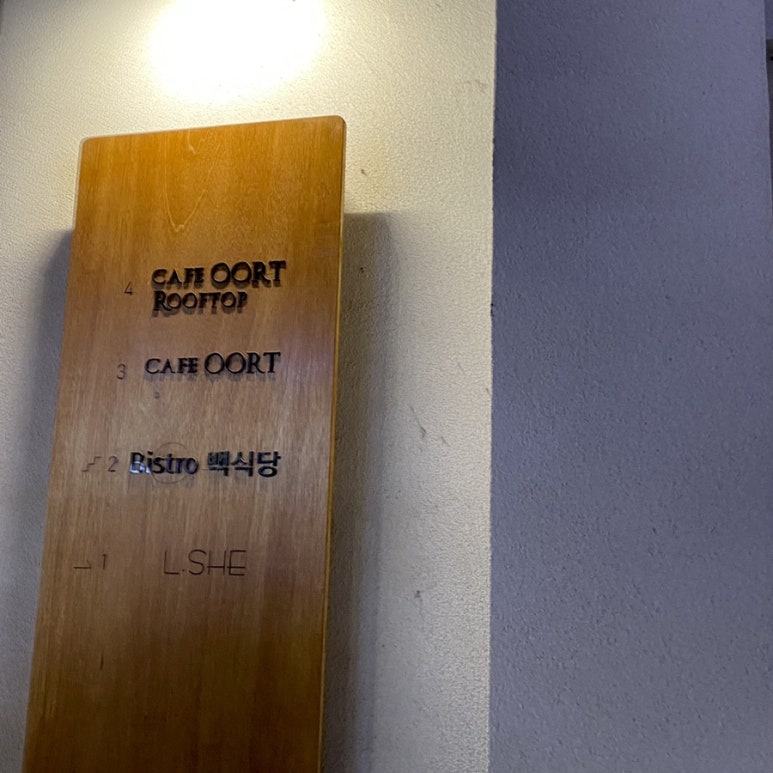 4 CAFE OORT
ROOFTOP
3 CAFE OORT
2 Bistro 백식당
1 L.SHE